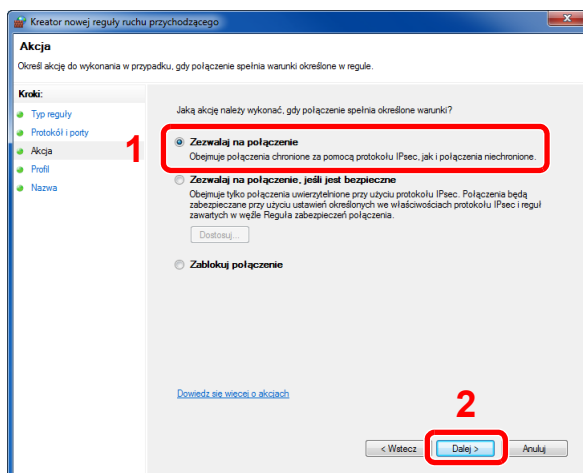 Kreator nowej reguły ruchu przychodzącego
Akcja
Określ akcję do wykonania w przypadku, gdy połączenie spełnia warunki określone w regule.
Kroki:
Typ reguły
Protokół i porty
Akcja
Profil
Nazwa
Jaką akcję należy wykonać, gdy połączenie spełnia określone warunki?
1
Zezwalaj na połączenie
Obejmuje połączenia chronione za pomocą protokołu IPsec, jak i połączenia niechronione.
Zezwalaj na połączenie, jeśli jest bezpieczne
Obejmuje tylko połączenia uwierzytelnione przy użyciu protokołu IPsec. Połączenia będą
zabezpieczane przy użyciu ustawień określonych we właściwościach protokołu IPsec i reguł
zawartych w węźle Reguła zabezpieczeń połączenia.
Dostosuj...
Zablokuj połączenie
Dowiedz się więcej o akcjach
2
< Wstecz
Dalej >
Anuluj